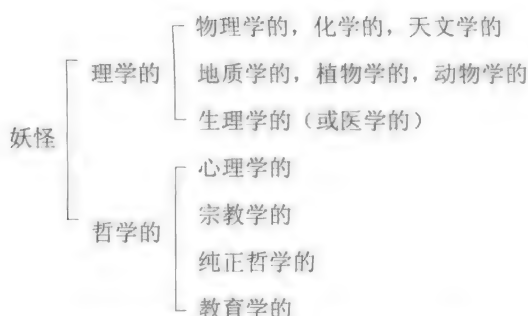 妖怪
理学的
物理学的，化学的，天文学的
地质学的，植物学的，动物学的
生理学的（或医学的）
哲学的
心理学的
宗教学的
纯正哲学的
教育学的